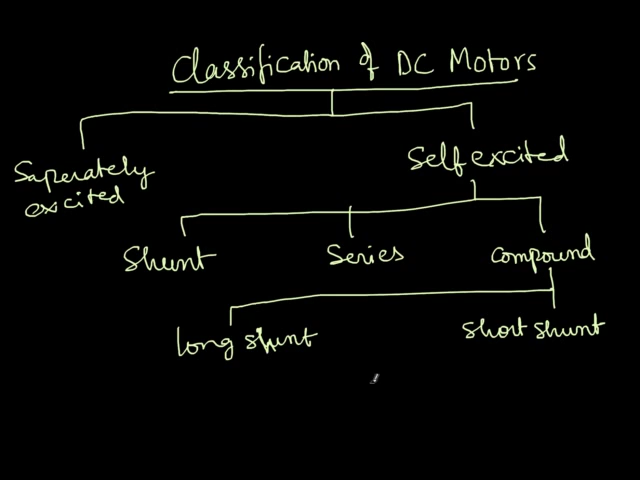 Classification of DC Motors
Self excited
Saperately
excited
Shunt Series Compound
long shunt short shunt